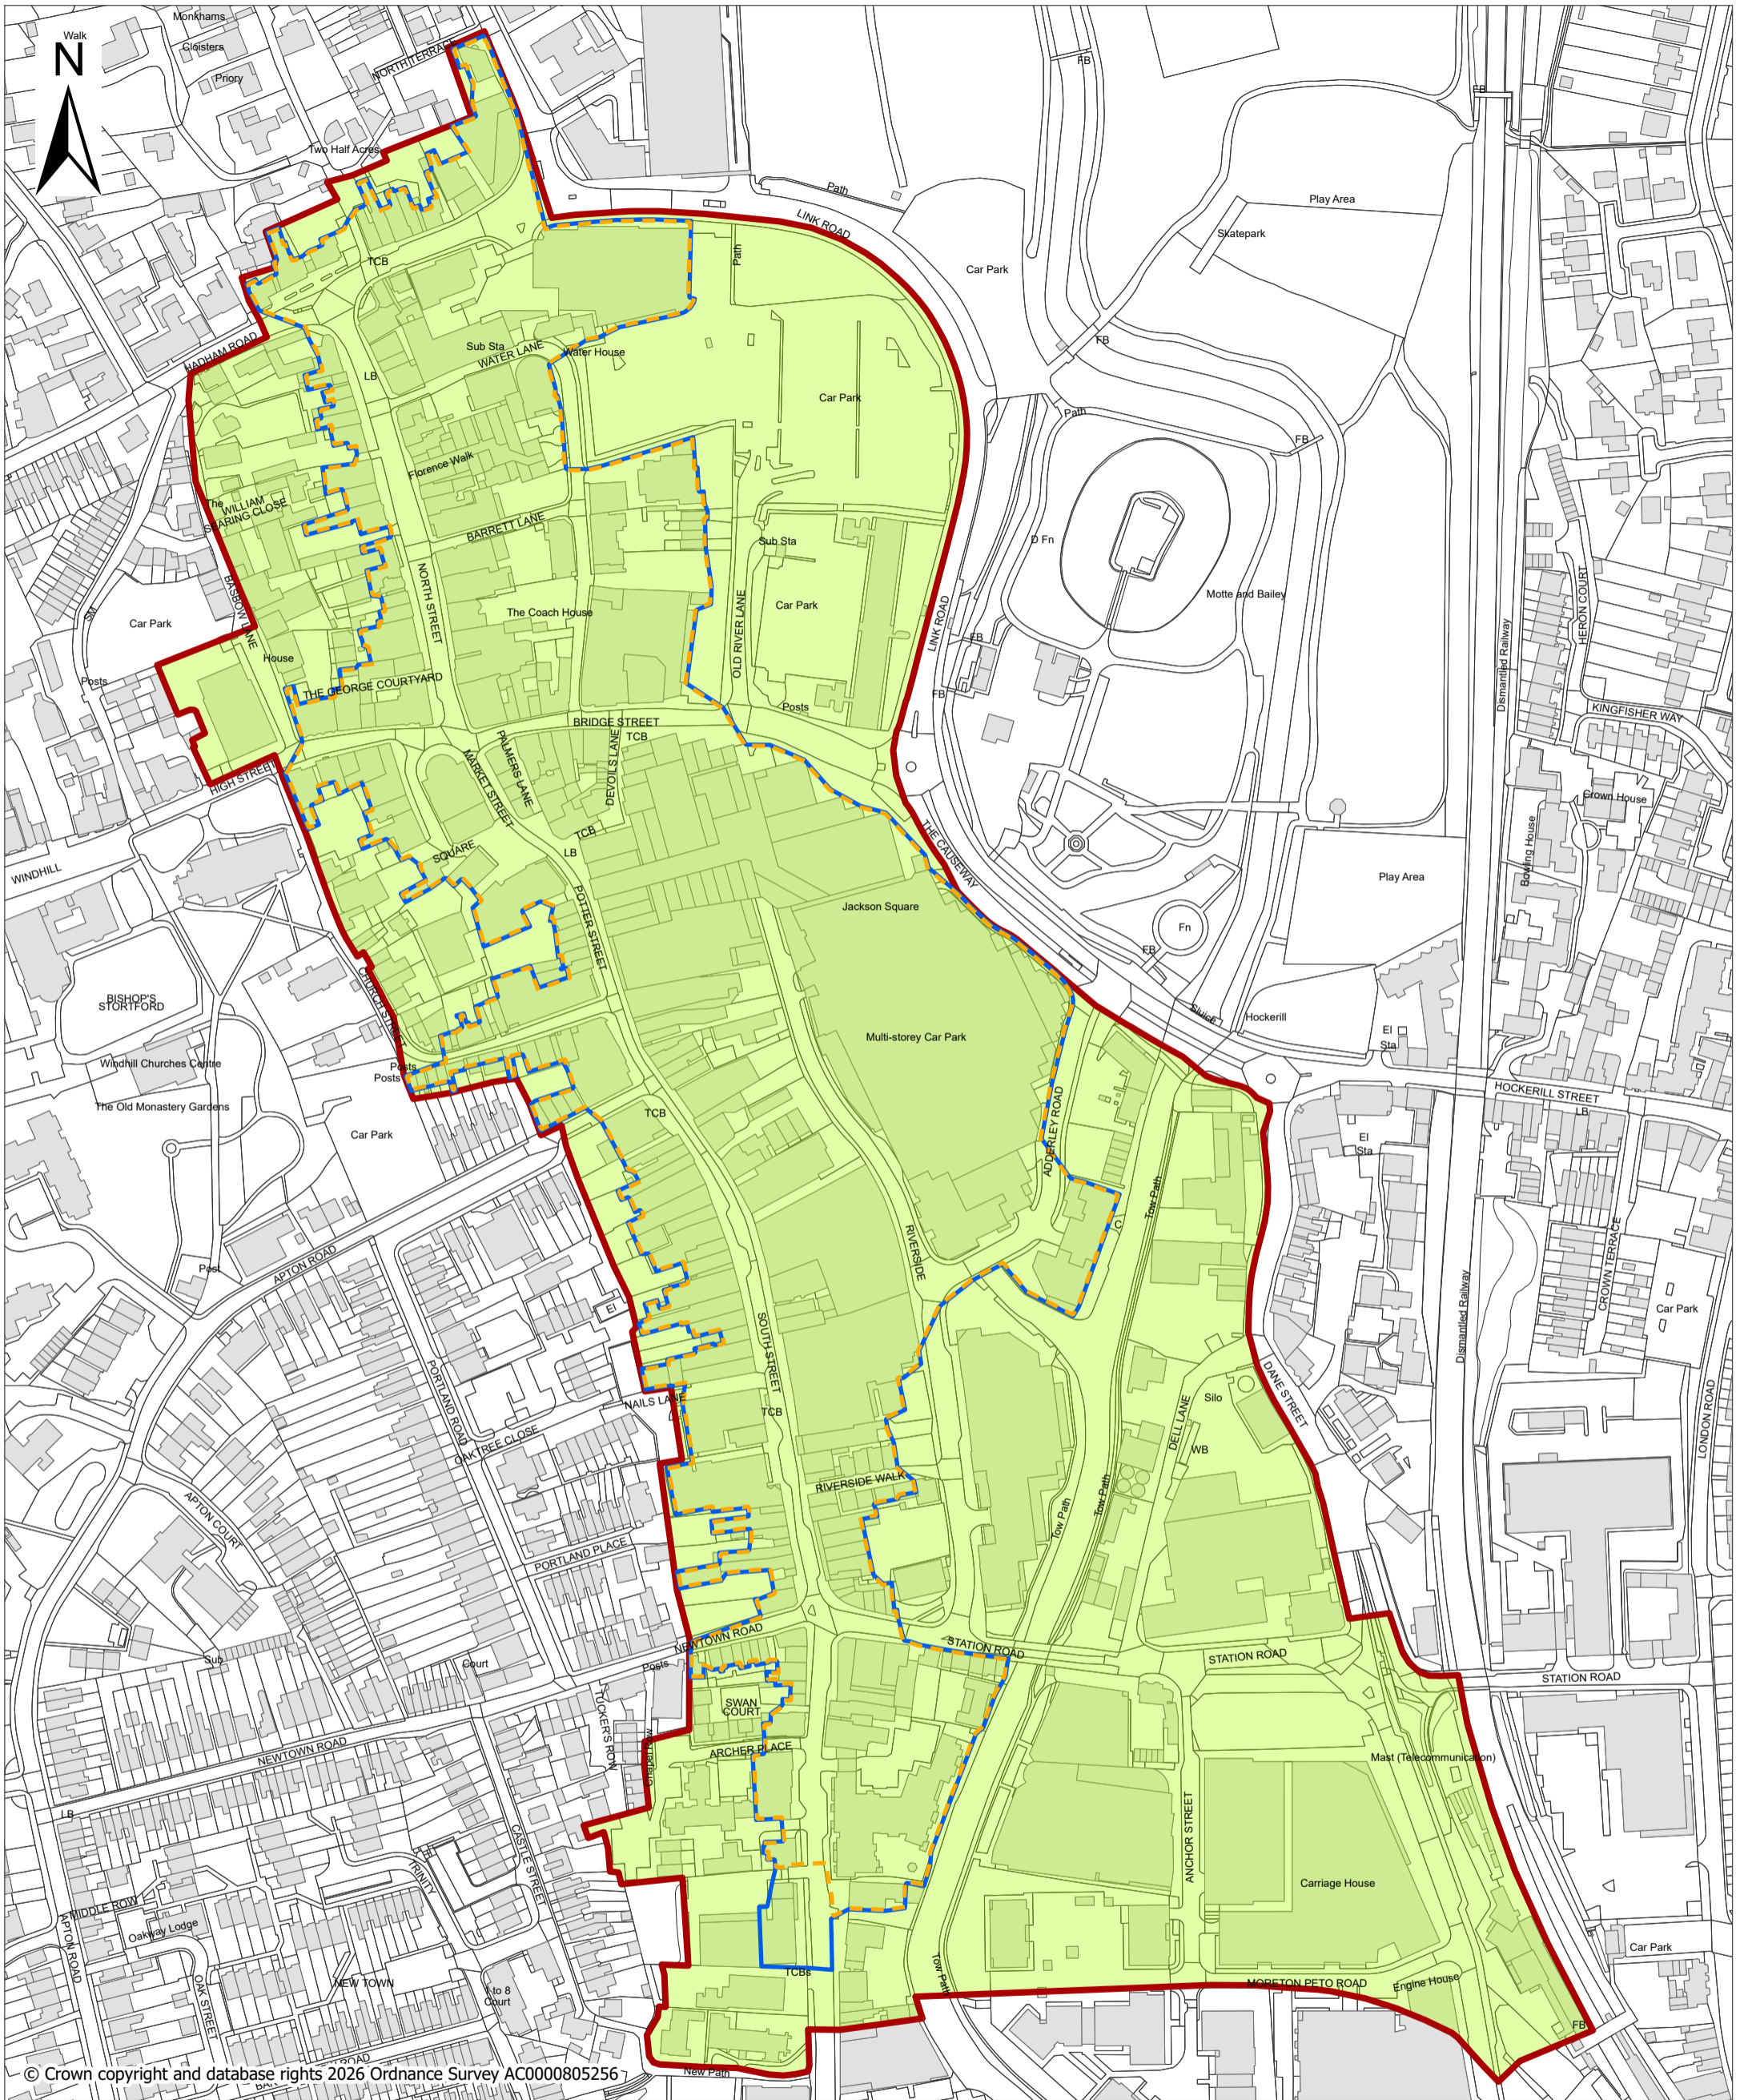 Monkhams
Walk
N
Cloisters
Priory
NORTH TERRACE
Two Half Acres
FB
FB
Path
LINK ROAD
Play Area
Skatepark
TCB
Path
Car Park
HADHAM ROAD
Sub Sta
WATER LANE
Water House
FB
LB
Car Park
Path
FB
Florence Walk
The
WILLIAM
SEARING CLOSE
BARRETT LANE
Sub Sta
D Fn
NORTH STREET
BASBOW LANE
The Coach House
Car Park
Motte and Bailey
HERON COURT
SM
Car Park
OLD RIVER LANE
LINK ROAD
FB
Dismantled Railway
House
Posts
THE GEORGE COURTYARD
FB
Posts
BRIDGE STREET
TCB
KINGFISHER WAY
PALMERS LANE
DEVOILS LANE
MARKET STREET
HIGH STREET
Crown House
TCB
THE CAUSEWAY
SQUARE
LB
WINDHILL
Bowling House
Play Area
Jackson Square
POTTER STREET
Fn
FB
BISHOP'S
STORTFORD
CHURCH STREET
Sluice
Hockerill
El
Sta
Multi-storey Car Park
Windhill Churches Centre
Posts
Posts
HOCKERILL STREET
LB
The Old Monastery Gardens
TCB
Car Park
ADDERLEY ROAD
El
Sta
Tow Path
C
RIVERSIDE
CROWN TERRACE
APTON ROAD
Post
El
Car Park
Dismantled Railway
SOUTH STREET
PORTLAND ROAD
DANE STREET
NAILS LANE
TCB
Silo
DELL LANE
LONDON ROAD
OAKTREE CLOSE
WB
RIVERSIDE WALK
Tow Path
Tow Path
APTON COURT
PORTLAND PLACE
NEWTOWN ROAD
STATION ROAD
STATION ROAD
Sub
Court
Posts
STATION ROAD
TUCKER'S ROW
SWAN
COURT
NEWTOWN ROAD
Chapel Row
ARCHER PLACE
Mast (Telecommunication)
LB
CASTLE STREET
ANCHOR STREET
TRINITY
Carriage House
MIDDLE ROW
Oakway Lodge
APTON ROAD
Car Park
Tow Path
TCBs
NEW TOWN
OAK STREET
1 to 8
Court
MORETON PETO ROAD
Engine House
FB
New Path
© Crown copyright and database rights 2026 Ordnance Survey AC0000805256